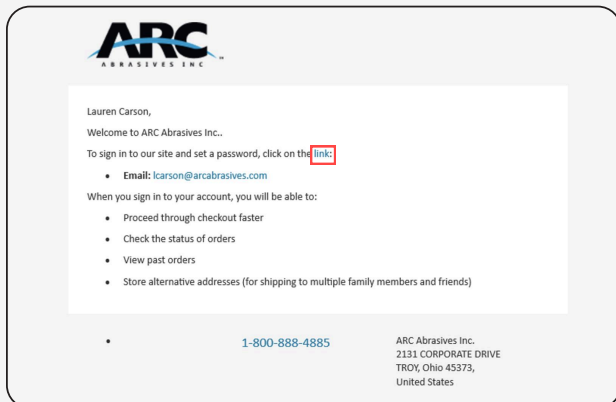 ARC
ABRASIVES INC ™
Lauren Carson,
Welcome to ARC Abrasives Inc..
To sign in to our site and set a password, click on the link:
• Email: lcarson@arcabrasives.com
When you sign in to your account, you will be able to:
• Proceed through checkout faster
• Check the status of orders
• View past orders
• Store alternative addresses (for shipping to multiple family members and friends)
• 1-800-888-4885
ARC Abrasives Inc.
2131 CORPORATE DRIVE
TROY, Ohio 45373,
United States